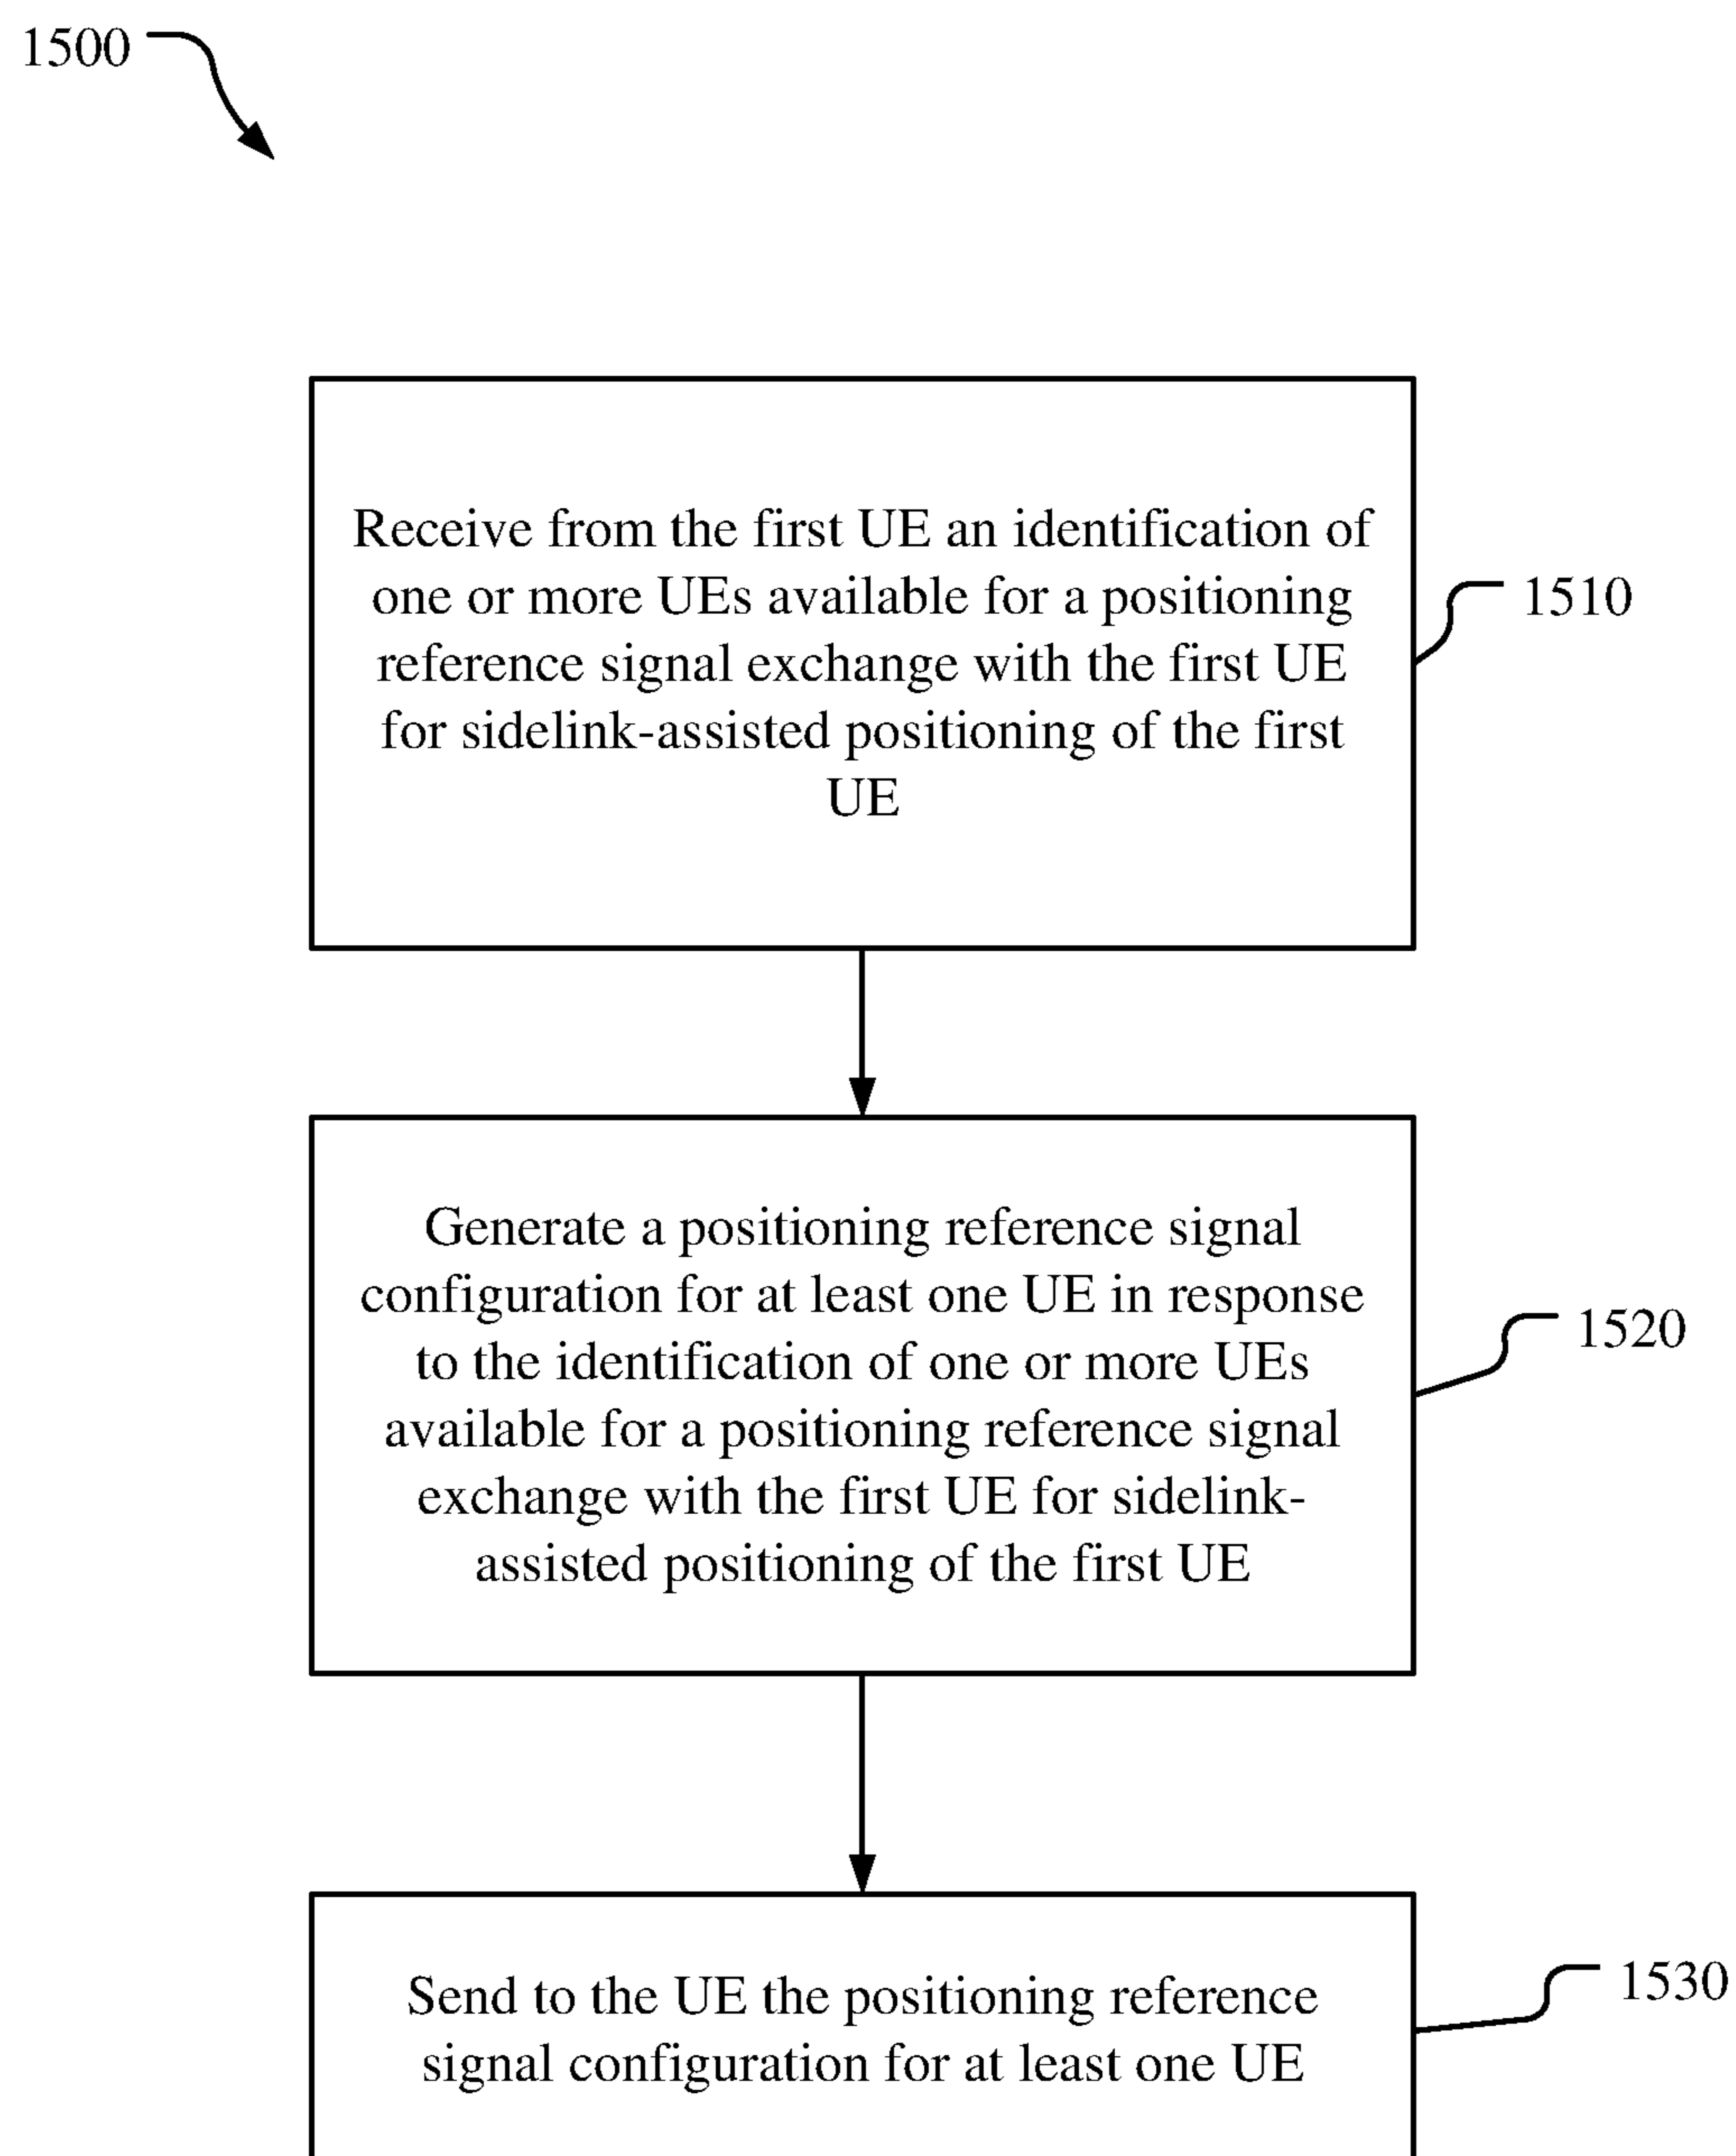 1500
Receive from the first UE an identification of
one or more UEs available for a positioning
reference signal exchange with the first UE
for sidelink-assisted positioning of the first
UE
1510
Generate a positioning reference signal
configuration for at least one UE in response
to the identification of one or more UEs
available for a positioning reference signal
exchange with the first UE for sidelink-
assisted positioning of the first UE
1520
Send to the UE the positioning reference
signal configuration for at least one UE
1530